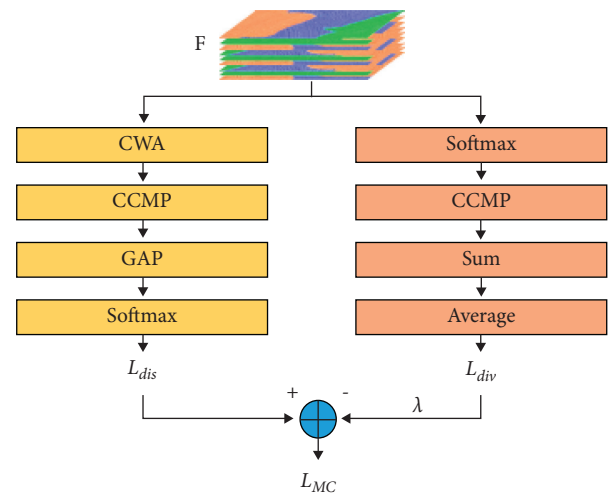 F
CWA
CCMP
GAP
Softmax
L_dis
Softmax
CCMP
Sum
Average
L_div
+
-
λ
L_MC